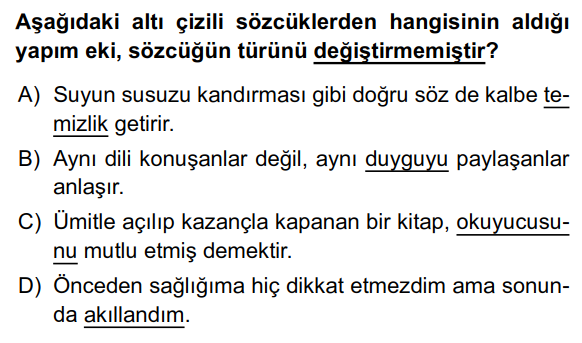 Aşağıdaki altı çizili sözcüklerden hangisinin aldığı
yapım eki, sözcüğün türünü değiştirmemiştir?
A) Suyun susuzu kandırması gibi doğru söz de kalbe te-
mizlik getirir.
B) Aynı dili konuşanlar değil, aynı duyguyu paylaşanlar
anlaşır.
C) Ümitle açılıp kazançla kapanan bir kitap, okuyucusu-
nu mutlu etmiş demektir.
D) Önceden sağlığıma hiç dikkat etmezdim ama sonun-
da akıllandım.